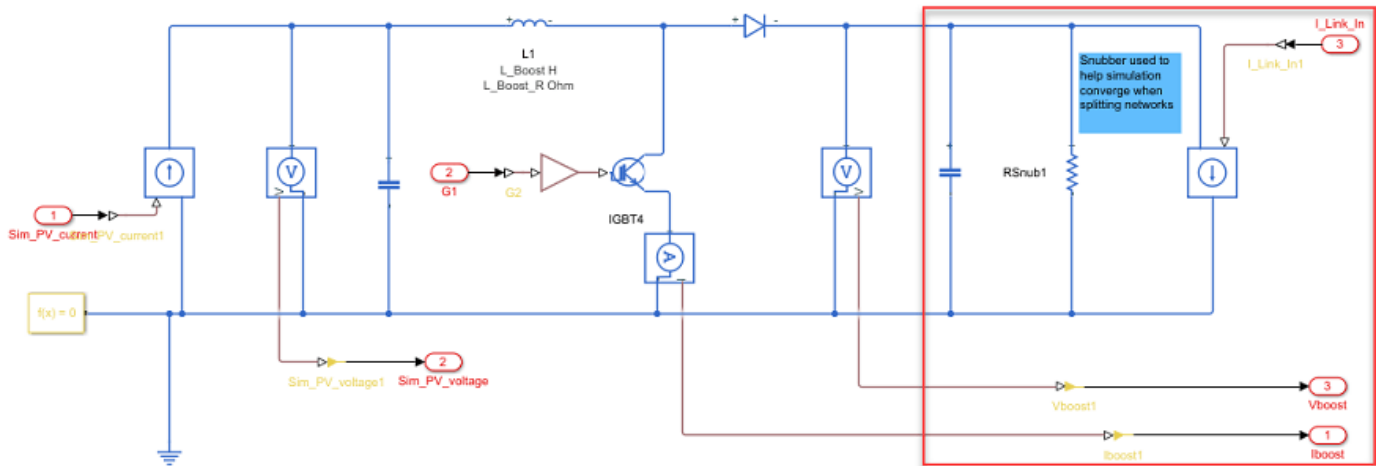 I_Link_In
3
I_Link_In1
Snubber used to
help simulation
converge when
splitting networks
L1
L_Boost H
L_Boost_R Ohm
+
-
+
-
V
2
G1
G2
IGBT4
V
RSnub1
1
Sim_PV_current
Sim_PV_current1
A
f(x) = 0
Sim_PV_voltage1
2
Sim_PV_voltage
Vboost1
3
Vboost
Iboost1
1
Iboost